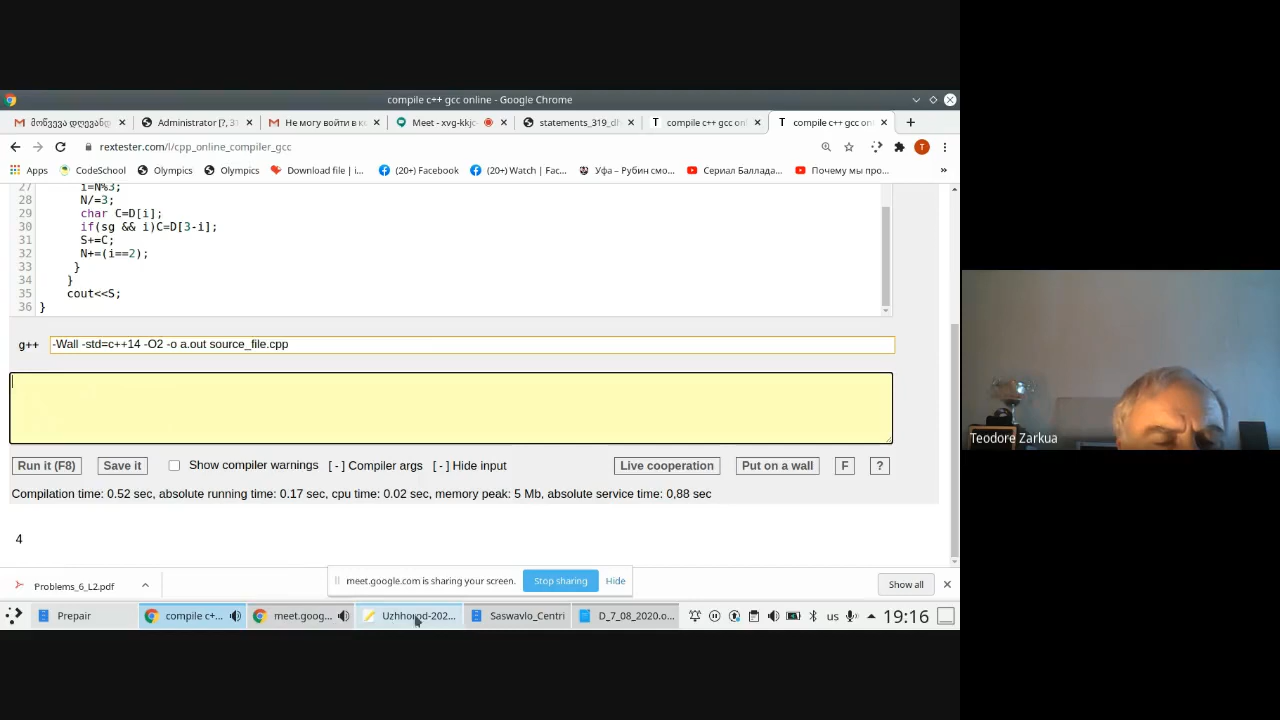 compile c++ gcc online - Google Chrome
მოწვევა დღევანდ
Administrator [?, 31
Не могу войти в ко
Meet - xvg-kkjc-
statements_319_d/
compile c++ gcc onl
compile c++ gcc onl
rextester.com/l/cpp_online_compiler_gcc
Apps
CodeSchool
Olympics
Olympics
Download file | i...
(20+) Facebook
(20+) Watch | Fac...
Уфа – Рубин смо...
Сериал Баллада...
Почему мы про...
»
27 i=N%3;
28 N/=3;
29 char C=D[i];
30 if(sg && i)C=D[3-i];
31 S+=C;
32 N+=(i==2);
33 }
34 }
35 cout<<S;
36 }
g++ -Wall -std=c++14 -O2 -o a.out source_file.cpp
Run it (F8)
Save it
Show compiler warnings
[ - ] Compiler args
[ - ] Hide input
Live cooperation
Put on a wall
F
?
Compilation time: 0.52 sec, absolute running time: 0.17 sec, cpu time: 0.02 sec, memory peak: 5 Mb, absolute service time: 0,88 sec
4
Problems_6_L2.pdf
meet.google.com is sharing your screen.
Stop sharing
Hide
Show all
Prepair
compile c+...
meet.goog...
Uzhhorod-202...
Saswavlo_Centri
D_7_08_2020.o...
us
19:16
Teodore Zarkua